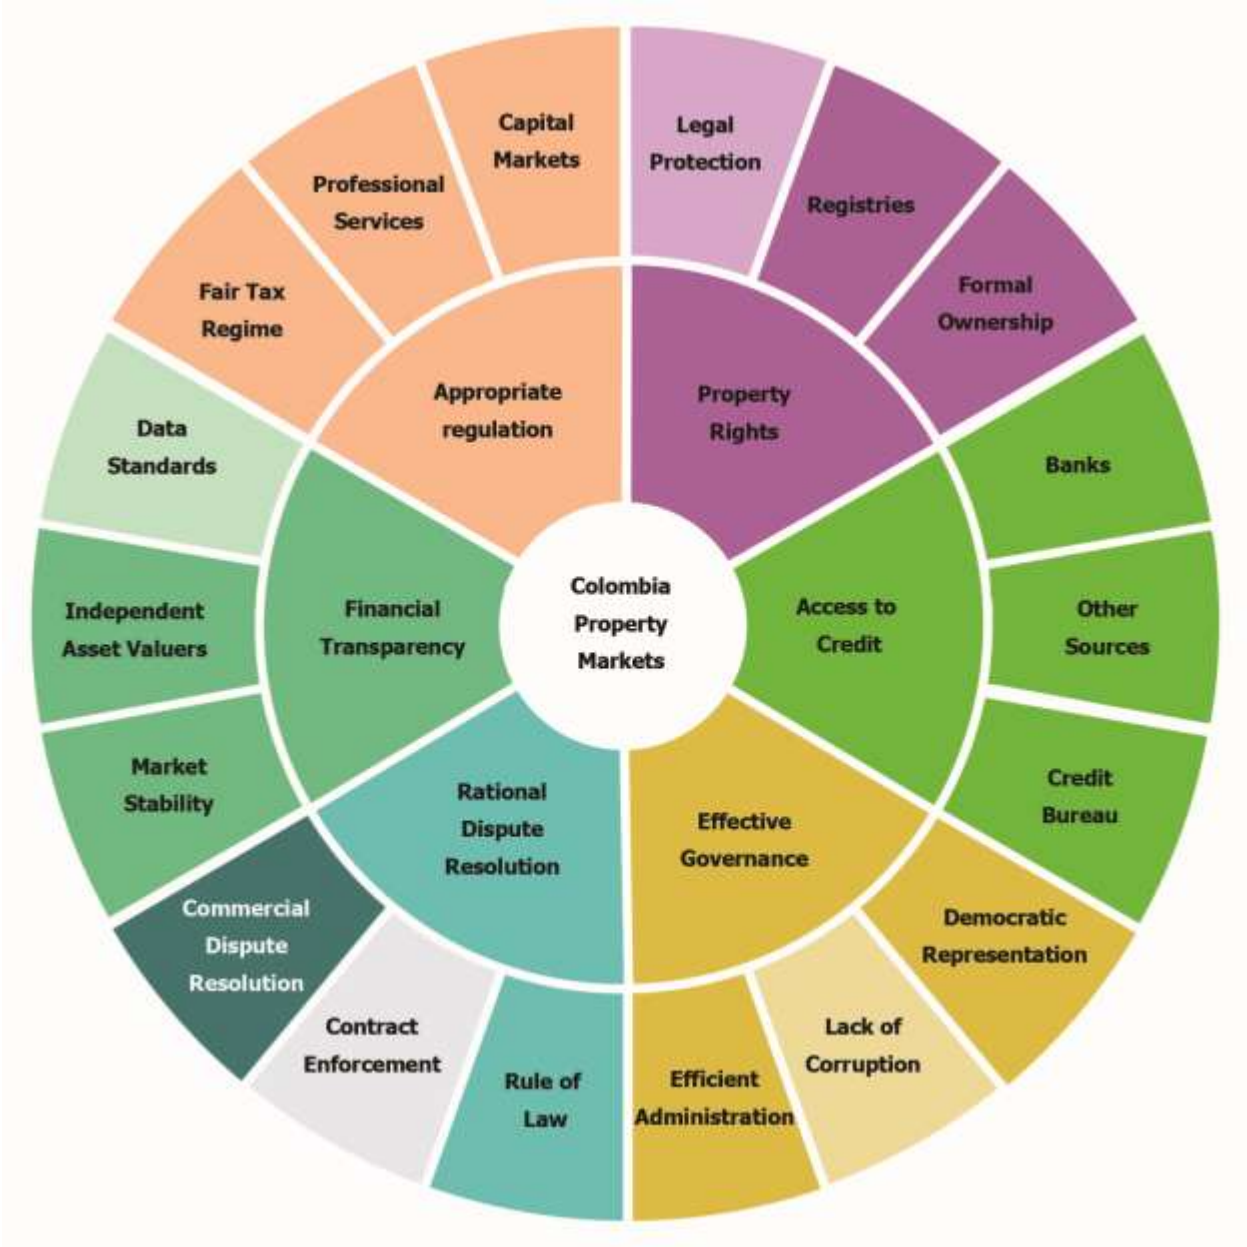 Capital
Markets
Legal
Protection
Professional
Services
Registries
Fair Tax
Regime
Formal
Ownership
Appropriate
regulation
Property
Rights
Data
Standards
Banks
Independent
Asset Valuers
Financial
Transparency
Colombia
Property
Markets
Access to
Credit
Other
Sources
Market
Stability
Rational
Dispute
Resolution
Effective
Governance
Credit
Bureau
Commercial
Dispute
Resolution
Democratic
Representation
Contract
Enforcement
Lack of
Corruption
Rule of
Law
Efficient
Administration